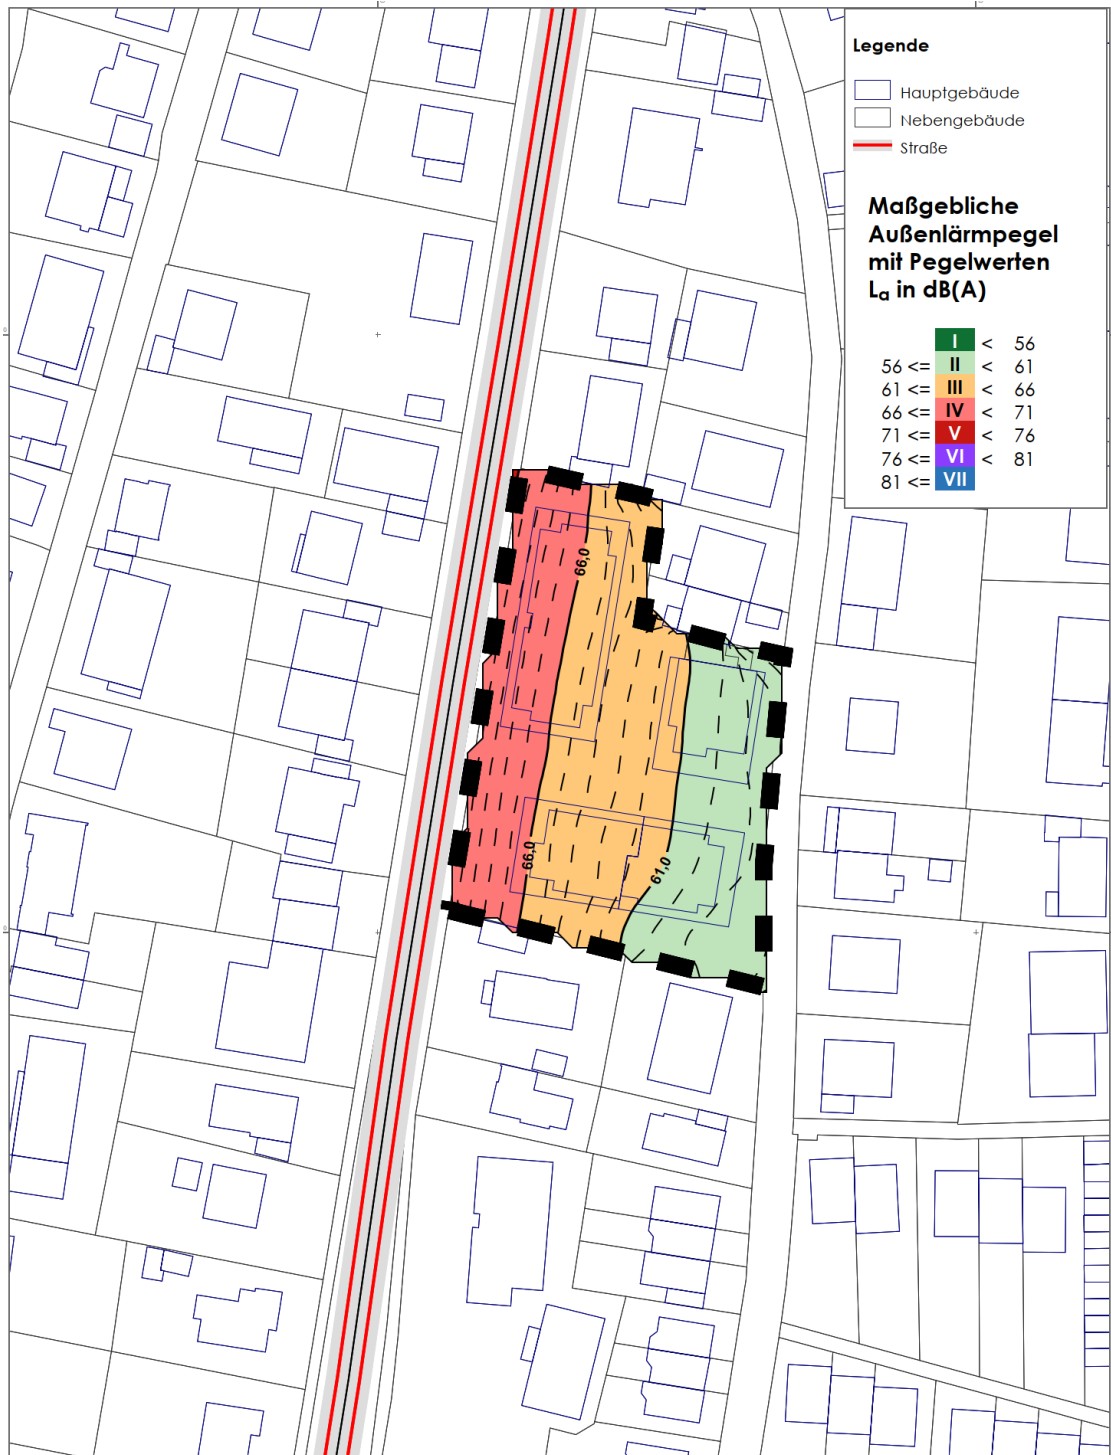 Legende
Hauptgebäude
Nebengebäude
Straße
Maßgebliche
Außenlärmpegel
mit Pegelwerten
La in dB(A)
I < 56
56 <= II < 61
61 <= III < 66
66 <= IV < 71
71 <= V < 76
76 <= VI < 81
81 <= VII
66,0
66,0
61,0